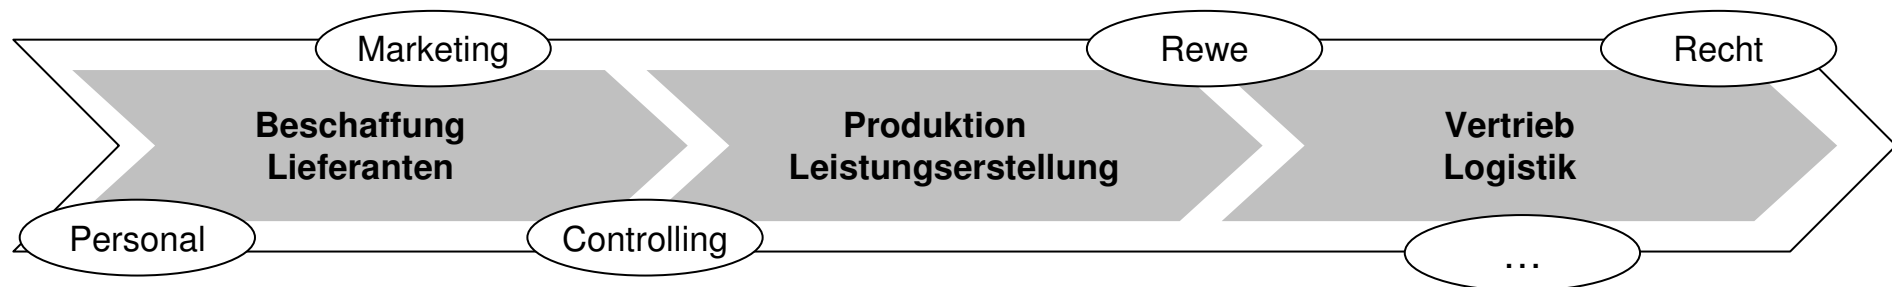 Marketing
Rewe
Recht
Beschaffung
Lieferanten
Produktion
Leistungserstellung
Vertrieb
Logistik
Personal
Controlling
...